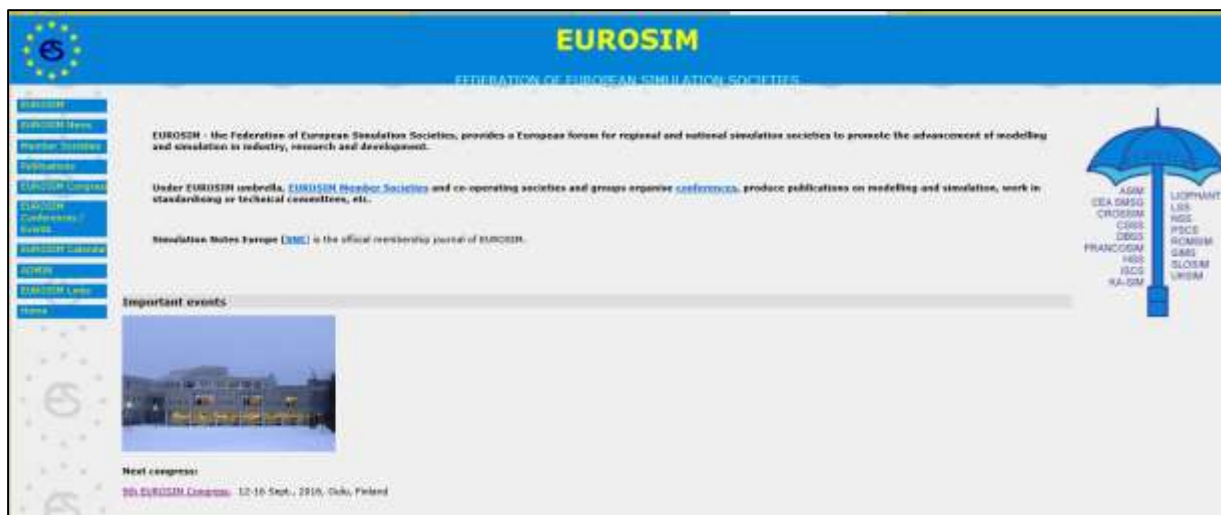 ES
EUROSIM
FEDERATION OF EUROPEAN SIMULATION SOCIETIES
EUROSIM
EUROSIM News
Member Societies
Publications
EUROSIM Congress
EUROSIM
Conferences /
Events
EUROSIM Calendar
ADMIN
EUROSIM Links
Home
EUROSIM - the Federation of European Simulation Societies, provides a European forum for regional and national simulation societies to promote the advancement of modelling
and simulation in industry, research and development.
Under EUROSIM umbrella, EUROSIM Member Societies and co-operating societies and groups organise conferences, produce publications on modelling and simulation, work in
standardising or technical committees, etc.
Simulation Notes Europe (SNE) is the official membership journal of EUROSIM.
ASIM
CEA SMSG
CROSSIM
CSSS
DBSS
FRANCOSIM
HSS
ISCS
KA-SIM
LIOPHANT
LSS
NSS
PSCS
ROMSIM
SIMS
SLOSIM
UKSIM
Important events
Next congress:
9th EUROSIM Congress, 12-16 Sept., 2016, Oulu, Finland
ES
ES